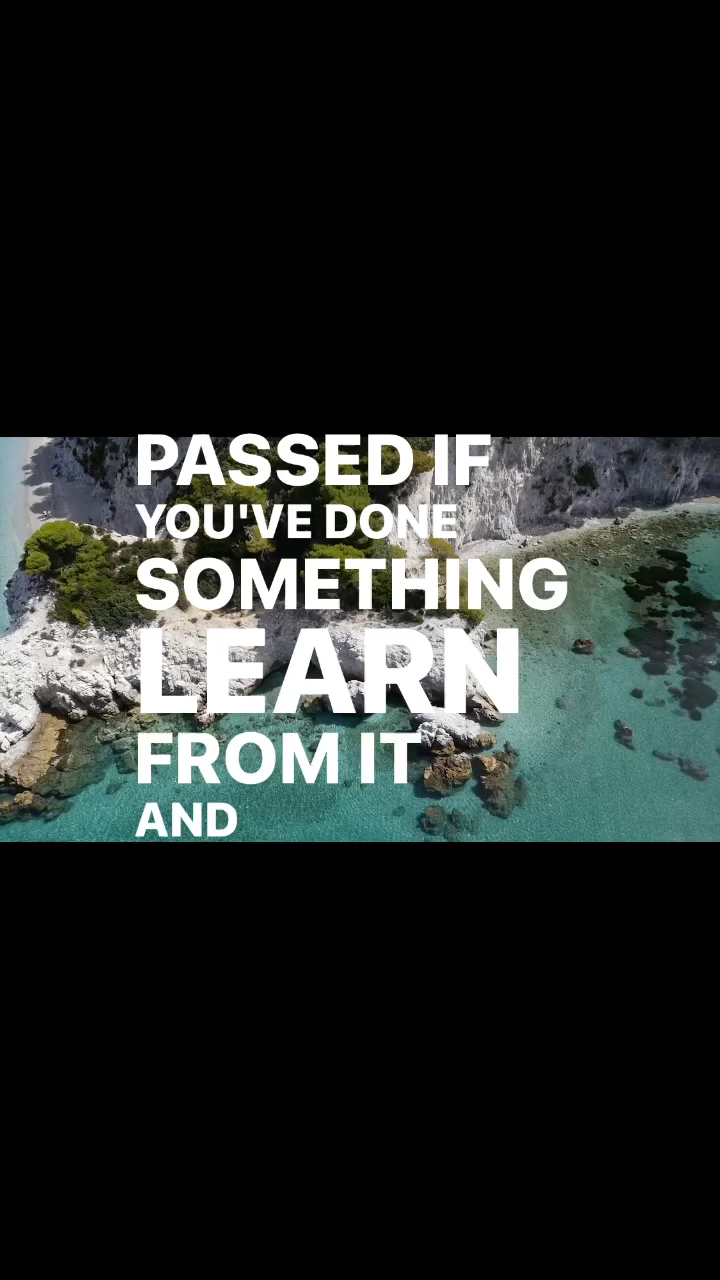 PASSED IF
YOU'VE DONE
SOMETHING
LEARN
FROM IT
AND